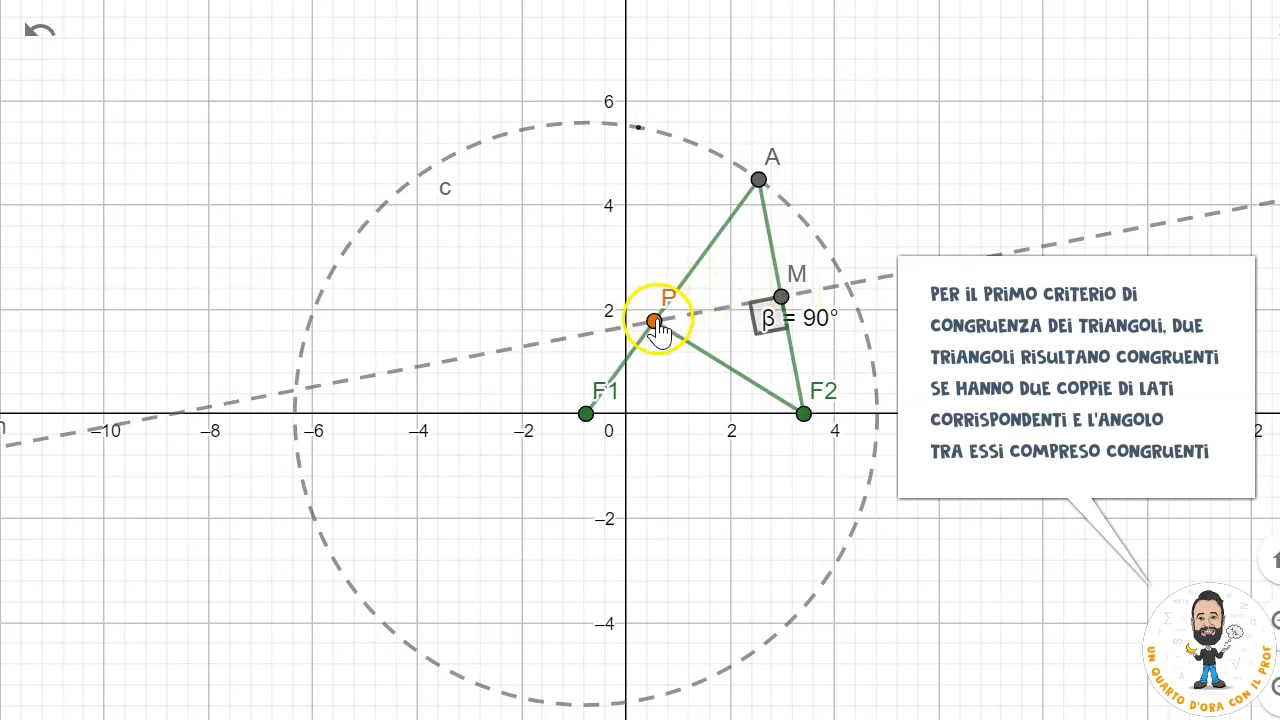 6
A
c
4
M
P
2
β = 90°
F1
F2
–10
–8
–6
–4
–2
0
2
4
2
–2
–4
PER IL PRIMO CRITERIO DI
CONGRUENZA DEI TRIANGOLI, DUE
TRIANGOLI RISULTANO CONGRUENTI
SE HANNO DUE COPPIE DI LATI
CORRISPONDENTI E L'ANGOLO
TRA ESSI COMPRESO CONGRUENTI
UN QUARTO D'ORA CON IL PROF